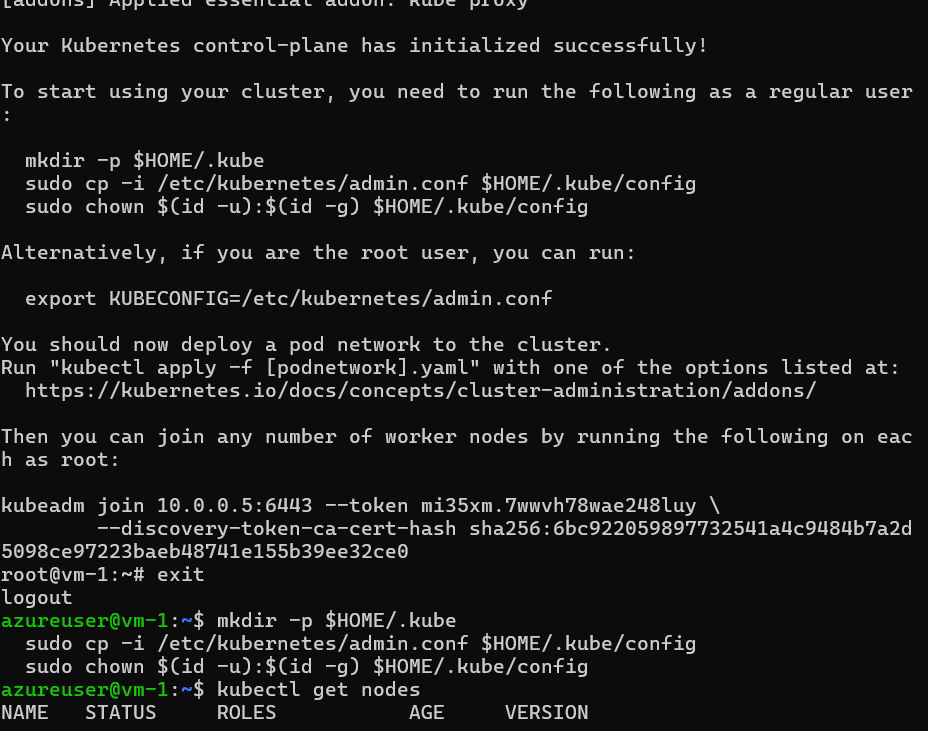 [addons] Applied essential addon: kube-proxy
Your Kubernetes control-plane has initialized successfully!
To start using your cluster, you need to run the following as a regular user
:
  mkdir -p $HOME/.kube
  sudo cp -i /etc/kubernetes/admin.conf $HOME/.kube/config
  sudo chown $(id -u):$(id -g) $HOME/.kube/config
Alternatively, if you are the root user, you can run:
  export KUBECONFIG=/etc/kubernetes/admin.conf
You should now deploy a pod network to the cluster.
Run "kubectl apply -f [podnetwork].yaml" with one of the options listed at:
  https://kubernetes.io/docs/concepts/cluster-administration/addons/
Then you can join any number of worker nodes by running the following on eac
h as root:
kubeadm join 10.0.0.5:6443 --token mi35xm.7wwvh78wae248luy \
        --discovery-token-ca-cert-hash sha256:6bc922059897732541a4c9484b7a2d
5098ce97223baeb48741e155b39ee32ce0
root@vm-1:~# exit
logout
azureuser@vm-1:~$ mkdir -p $HOME/.kube
  sudo cp -i /etc/kubernetes/admin.conf $HOME/.kube/config
  sudo chown $(id -u):$(id -g) $HOME/.kube/config
azureuser@vm-1:~$ kubectl get nodes
NAME   STATUS     ROLES           AGE     VERSION